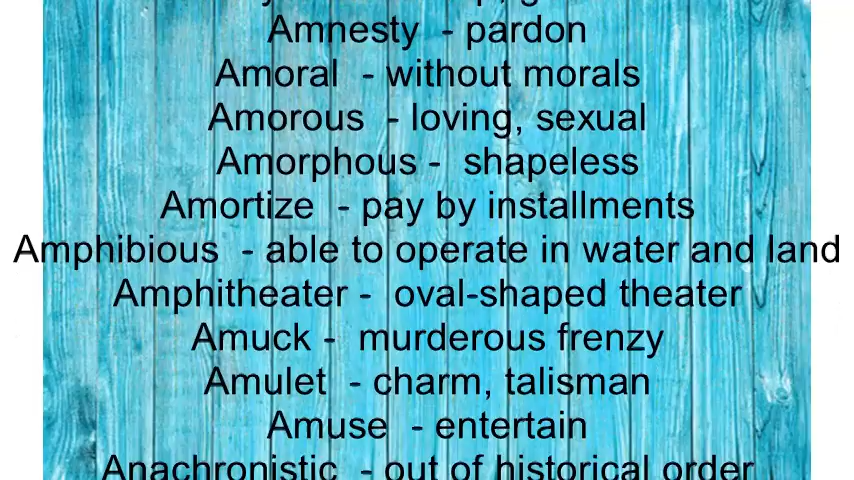 Amnesty - pardon
Amoral - without morals
Amorous - loving, sexual
Amorphous - shapeless
Amortize - pay by installments
Amphibious - able to operate in water and land
Amphitheater - oval-shaped theater
Amuck - murderous frenzy
Amulet - charm, talisman
Amuse - entertain
Anachronistic - out of historical order